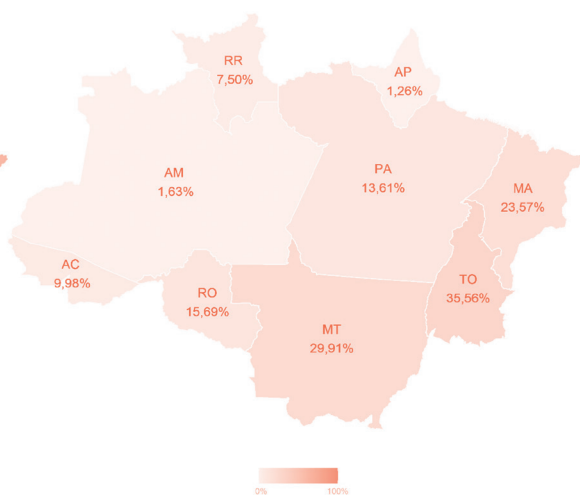 RR
7,50%
AP
1,26%
AM
1,63%
PA
13,61%
MA
23,57%
AC
9,98%
RO
15,69%
TO
35,56%
MT
29,91%
0%
100%